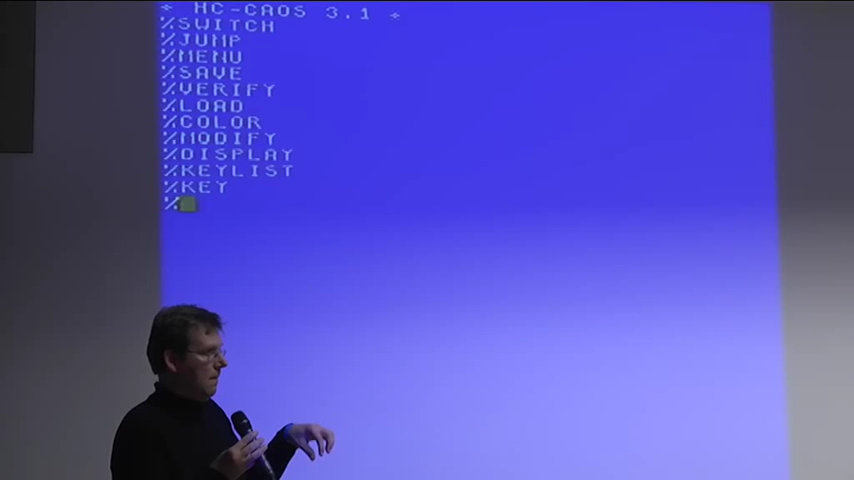 * HC-CAOS 3.1 *
%SWITCH
%JUMP
%MENU
%SAVE
%VERIFY
%LOAD
%COLOR
%MODIFY
%DISPLAY
%KEYLIST
%KEY
%